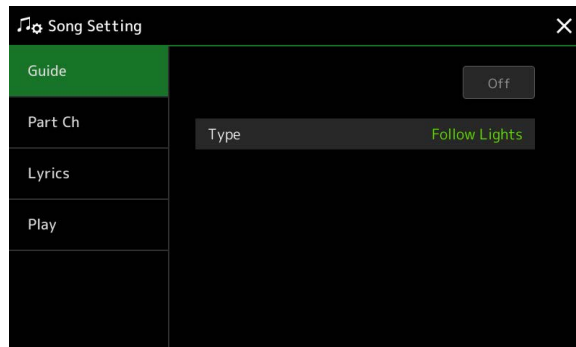 Song Setting
Guide
Off
Part Ch
Type Follow Lights
Lyrics
Play